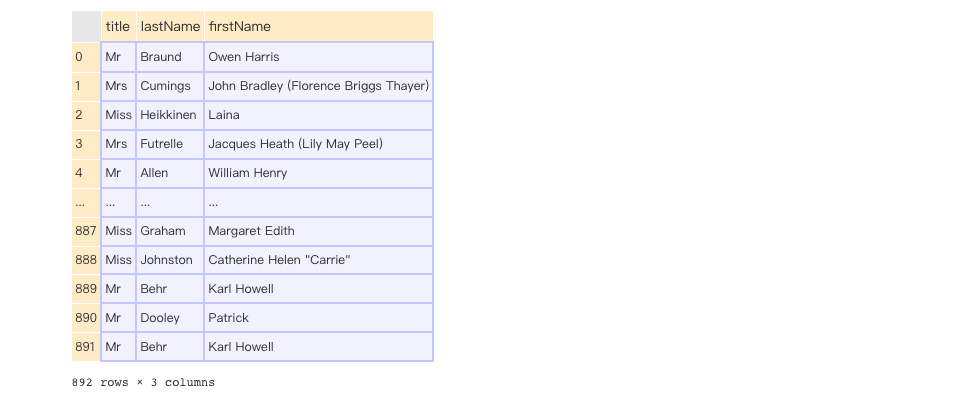 title lastName firstName
0 Mr Braund Owen Harris
1 Mrs Cumings John Bradley (Florence Briggs Thayer)
2 Miss Heikkinen Laina
3 Mrs Futrelle Jacques Heath (Lily May Peel)
4 Mr Allen William Henry
... ... ... ...
887 Miss Graham Margaret Edith
888 Miss Johnston Catherine Helen "Carrie"
889 Mr Behr Karl Howell
890 Mr Dooley Patrick
891 Mr Behr Karl Howell
892 rows × 3 columns